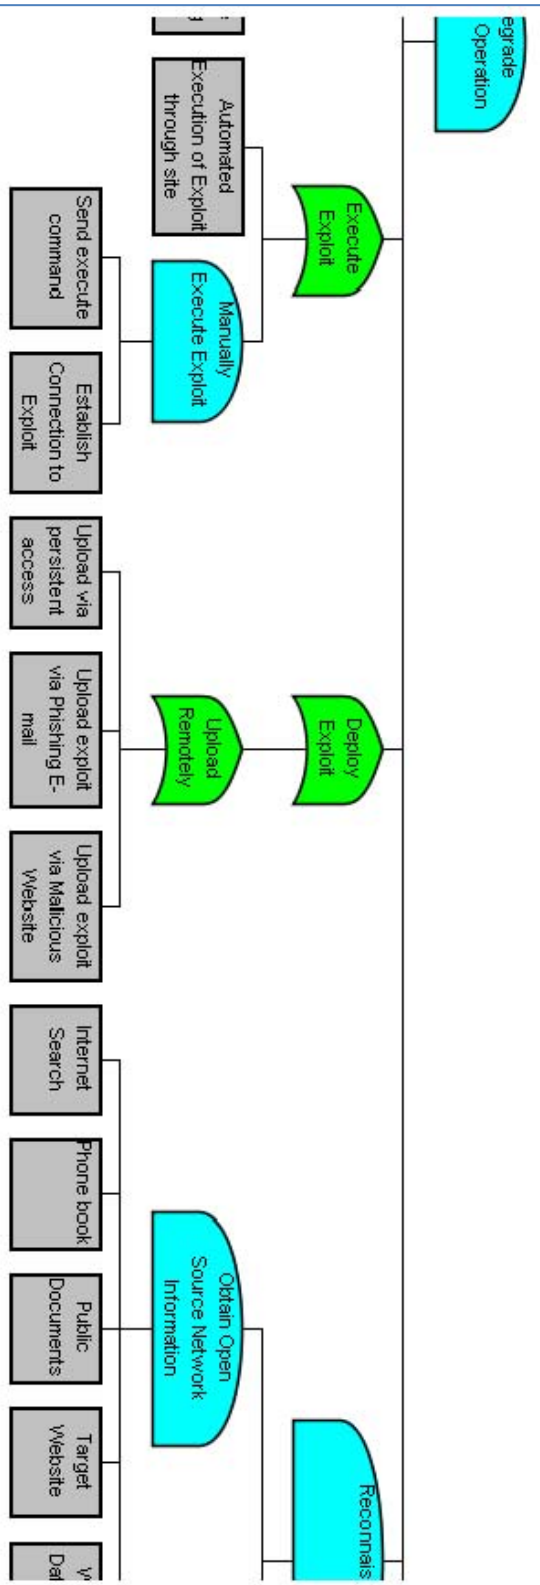 egrade
Operation
Execute
Exploit
Deploy
Exploit
Reconnais
Automated
Execution of Exploit
through site
Manually
Execute Exploit
Upload
Remotely
Obtain Open
Source Network
Information
Send execute
command
Establish
Connection to
Exploit
Upload via
persistent
access
Upload exploit
via Phishing E-
mail
Upload exploit
via Malicious
Website
Internet
Search
Phone book
Public
Documents
Target
Website